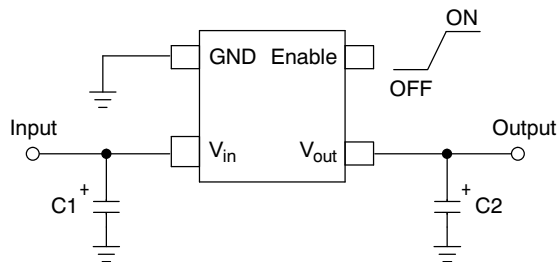 ON
GND Enable
OFF
Input
Output
Vin
Vout
+
C1
+
C2